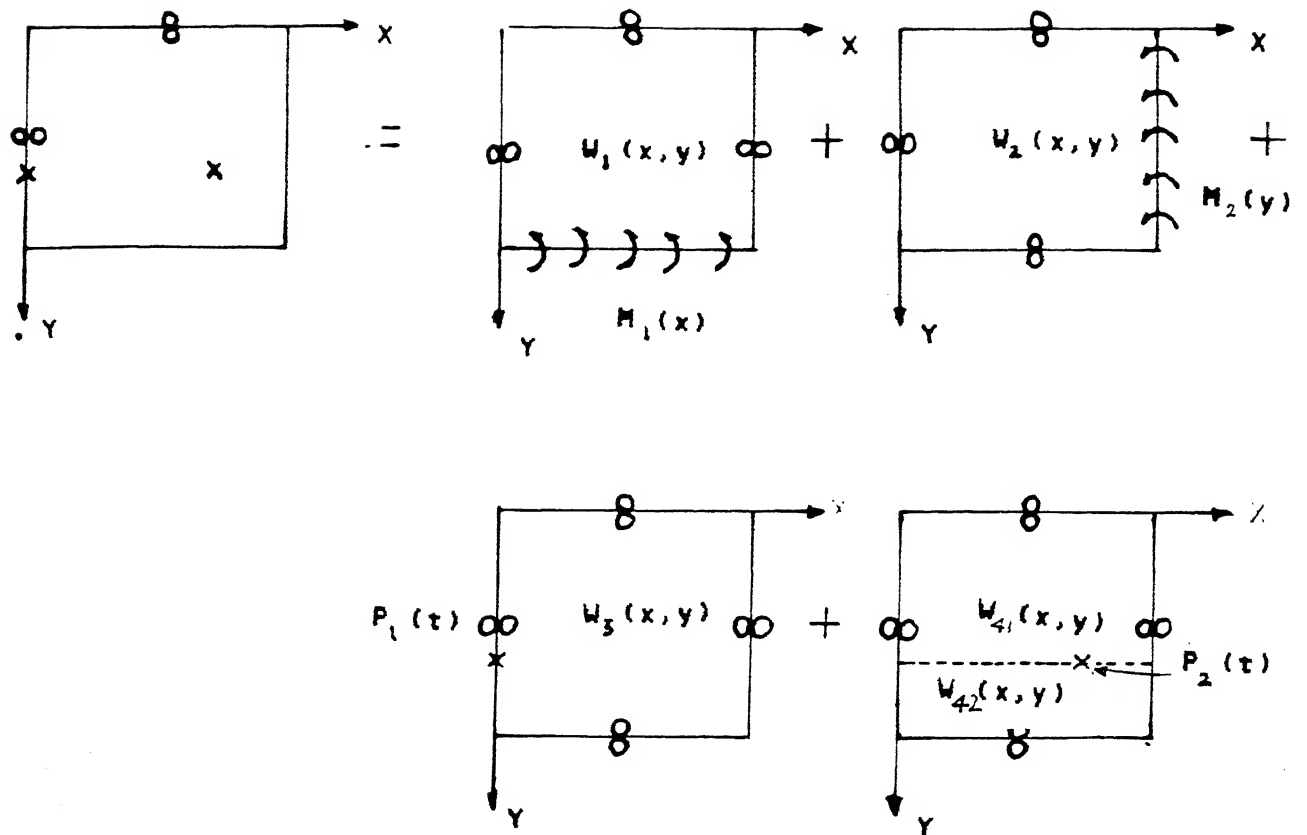 X
X
X
=
W₁(x,y)
+
W₂(x,y)
+
M₂(y)
Y
M₁(x)
Y
Y
P₁(t)
W₃(x,y)
+
W₄₁(x,y)
P₂(t)
W₄₂(x,y)
Y
Y